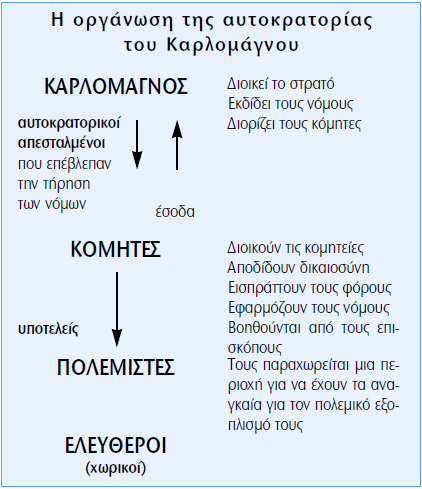 Η οργάνωση της αυτοκρατορίας
του Καρλομάγνου
ΚΑΡΛΟΜΑΓΝΟΣ
Διοικεί το στρατό
Εκδίδει τους νόμους
Διορίζει τους κόμητες
αυτοκρατορικοί
απεσταλμένοι
που επέβλεπαν
την τήρηση
των νόμων
έσοδα
ΚΟΜΗΤΕΣ
Διοικούν τις κομητείες
Αποδίδουν δικαιοσύνη
Εισπράττουν τους φόρους
Εφαρμόζουν τους νόμους
Βοηθούνται από τους επι-
σκόπους
υποτελείς
ΠΟΛΕΜΙΣΤΕΣ
Τους παραχωρείται μια πε-
ριοχή για να έχουν τα ανα-
γκαία για τον πολεμικό εξο-
πλισμό τους
ΕΛΕΥΘΕΡΟΙ
(χωρικοί)